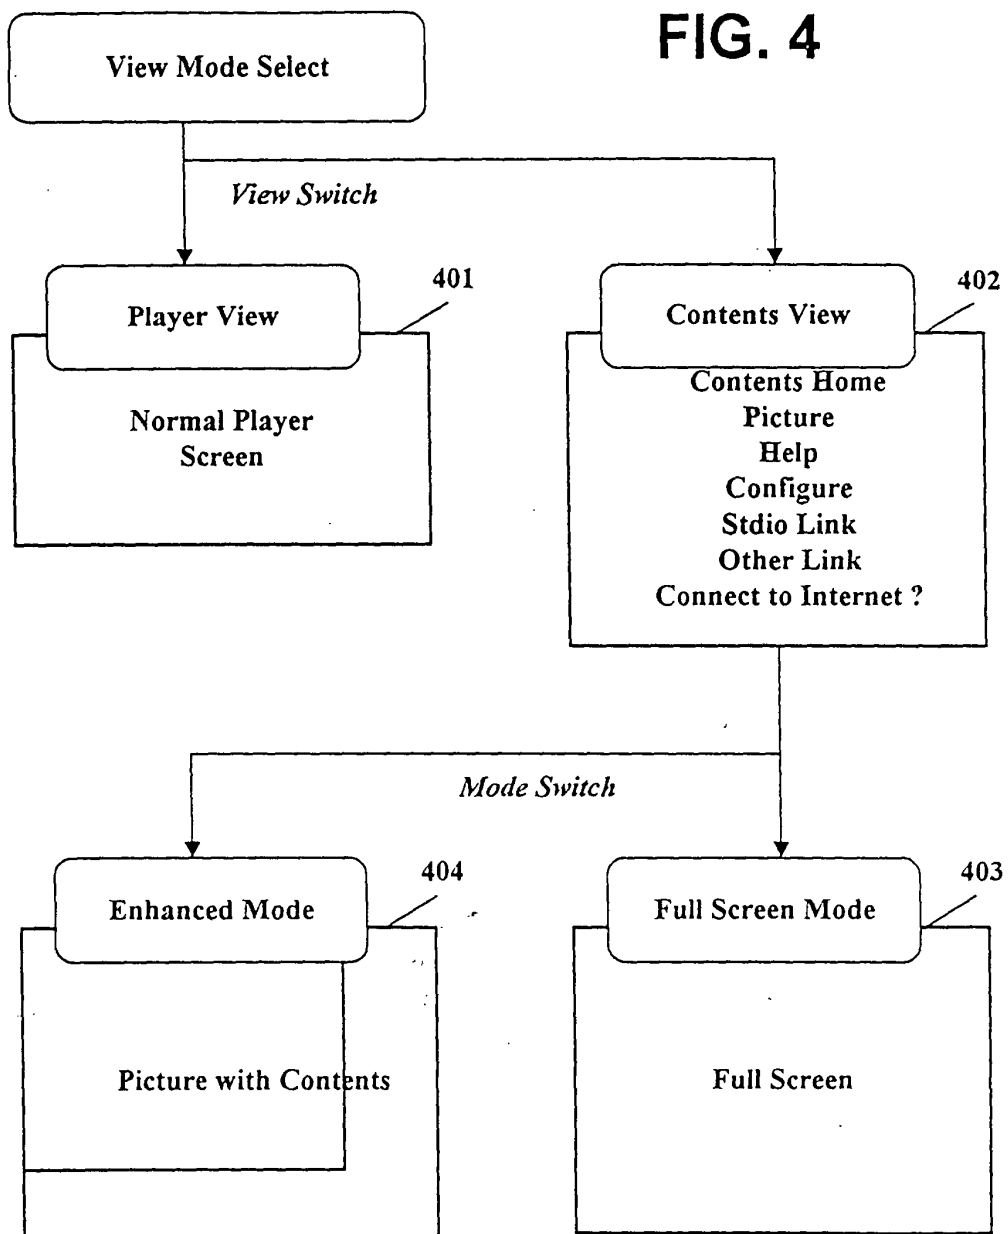 FIG. 4
View Mode Select
View Switch
401
Player View
Normal Player
Screen
402
Contents View
Contents Home
Picture
Help
Configure
Stdio Link
Other Link
Connect to Internet ?
Mode Switch
404
Enhanced Mode
Picture with Contents
403
Full Screen Mode
Full Screen